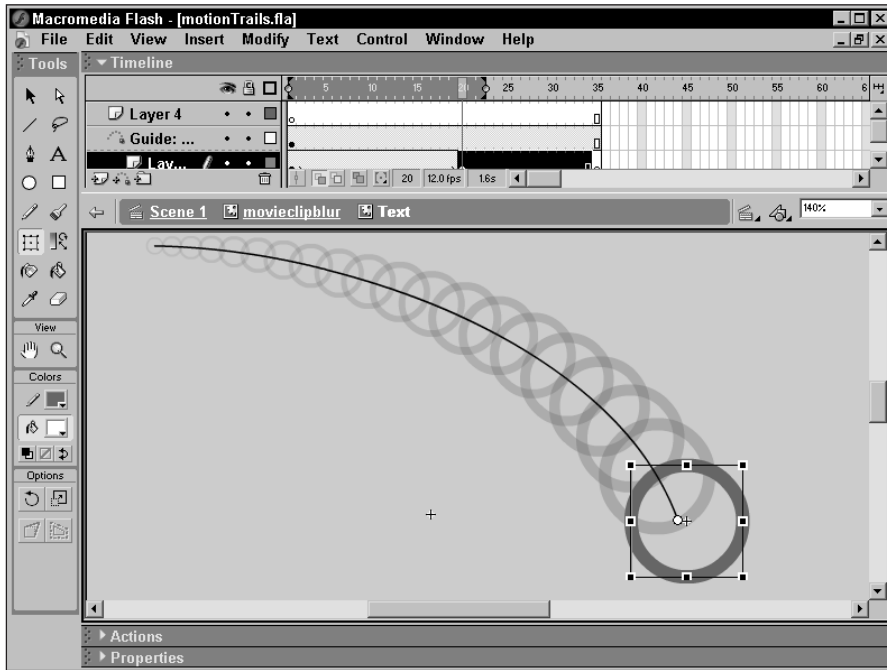 Macromedia Flash - [motionTrails.fla]
File Edit View Insert Modify Text Control Window Help
Tools
Timeline
5 10 15 20 25 30 35 40 45 50 55 60 6
Layer 4
Guide: ...
Lay...
20 12.0 fps 1.6s
Scene 1 movieclipblur Text 140%
View
Colors
Options
Actions
Properties